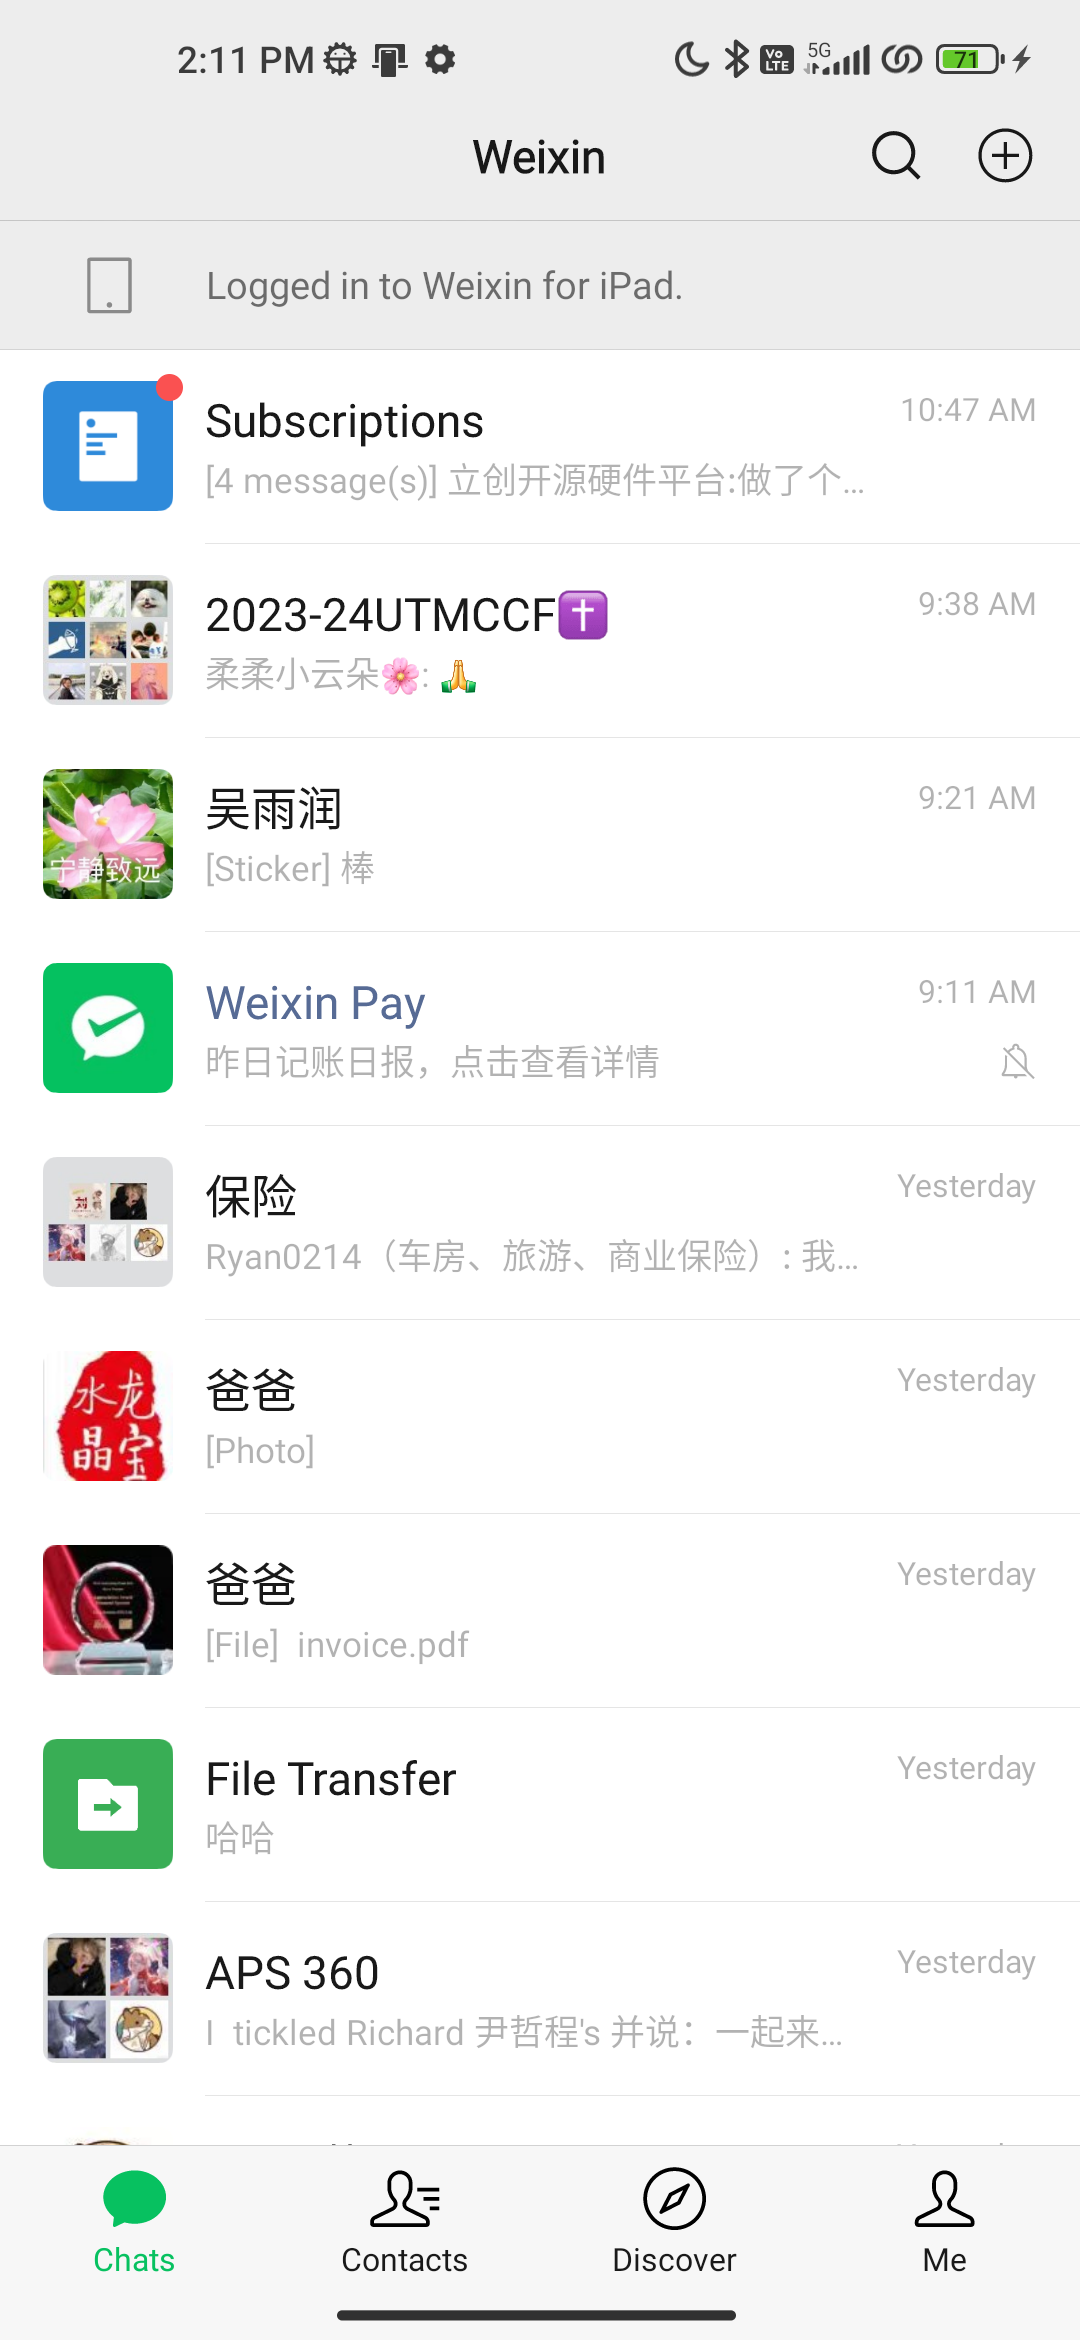 2:11 PM
5G
Vo
LTE
71
Weixin
Logged in to Weixin for iPad.
Subscriptions
10:47 AM
[4 message(s)] 立创开源硬件平台:做了个...
2023-24UTMCCF✝️
9:38 AM
柔柔小云朵🌸: 🙏
吴雨润
9:21 AM
[Sticker] 棒
宁静致远
Weixin Pay
9:11 AM
昨日记账日报，点击查看详情
保险
Yesterday
Ryan0214（车房、旅游、商业保险）: 我...
爸爸
Yesterday
[Photo]
水龙
晶宝
爸爸
Yesterday
[File] invoice.pdf
File Transfer
Yesterday
哈哈
APS 360
Yesterday
I tickled Richard 尹哲程's 并说：一起来...
Chats
Contacts
Discover
Me